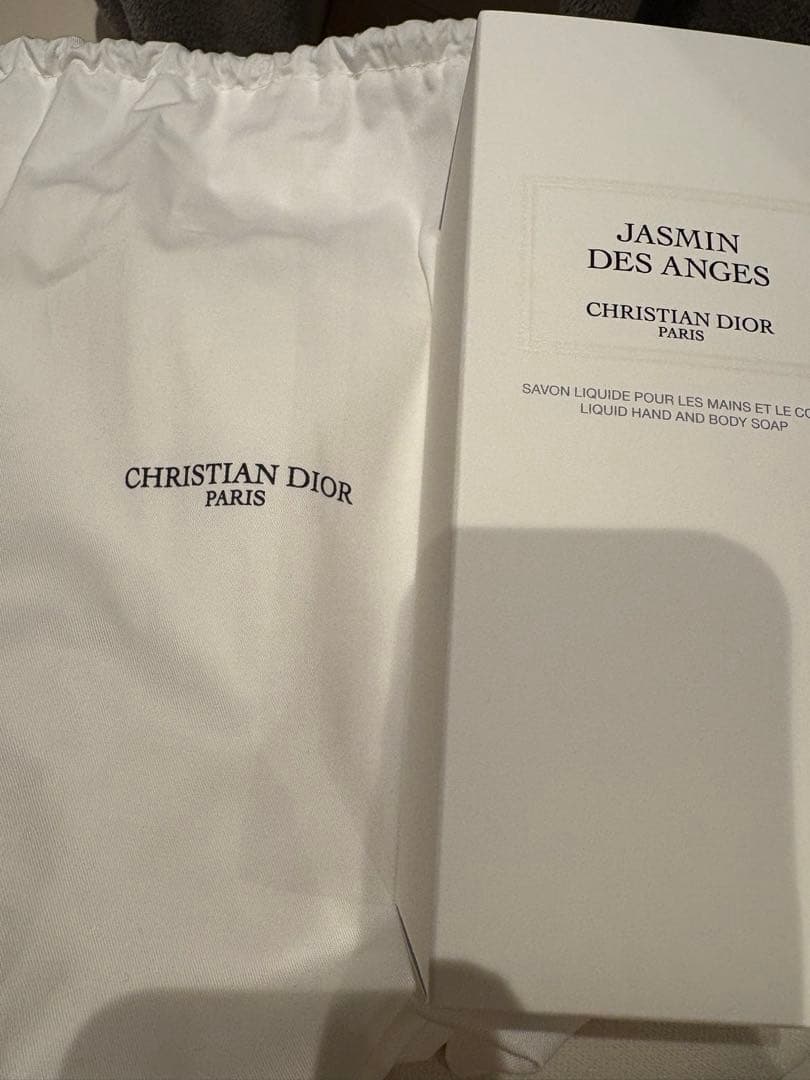 CHRISTIAN DIOR
PARIS
JASMIN
DES ANGES
CHRISTIAN DIOR
PARIS
SAVON LIQUIDE POUR LES MAINS ET LE CO
LIQUID HAND AND BODY SOAP